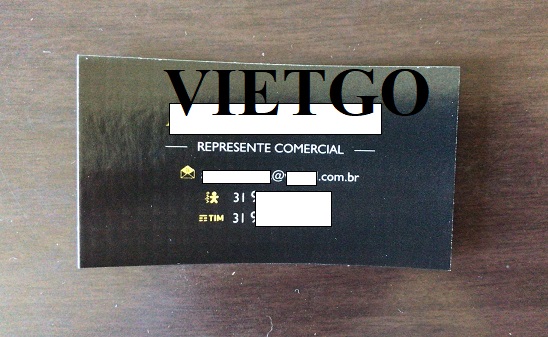 VIETGO
REPRESENTE COMERCIAL
@ .com.br
31 9
TIM 31 9